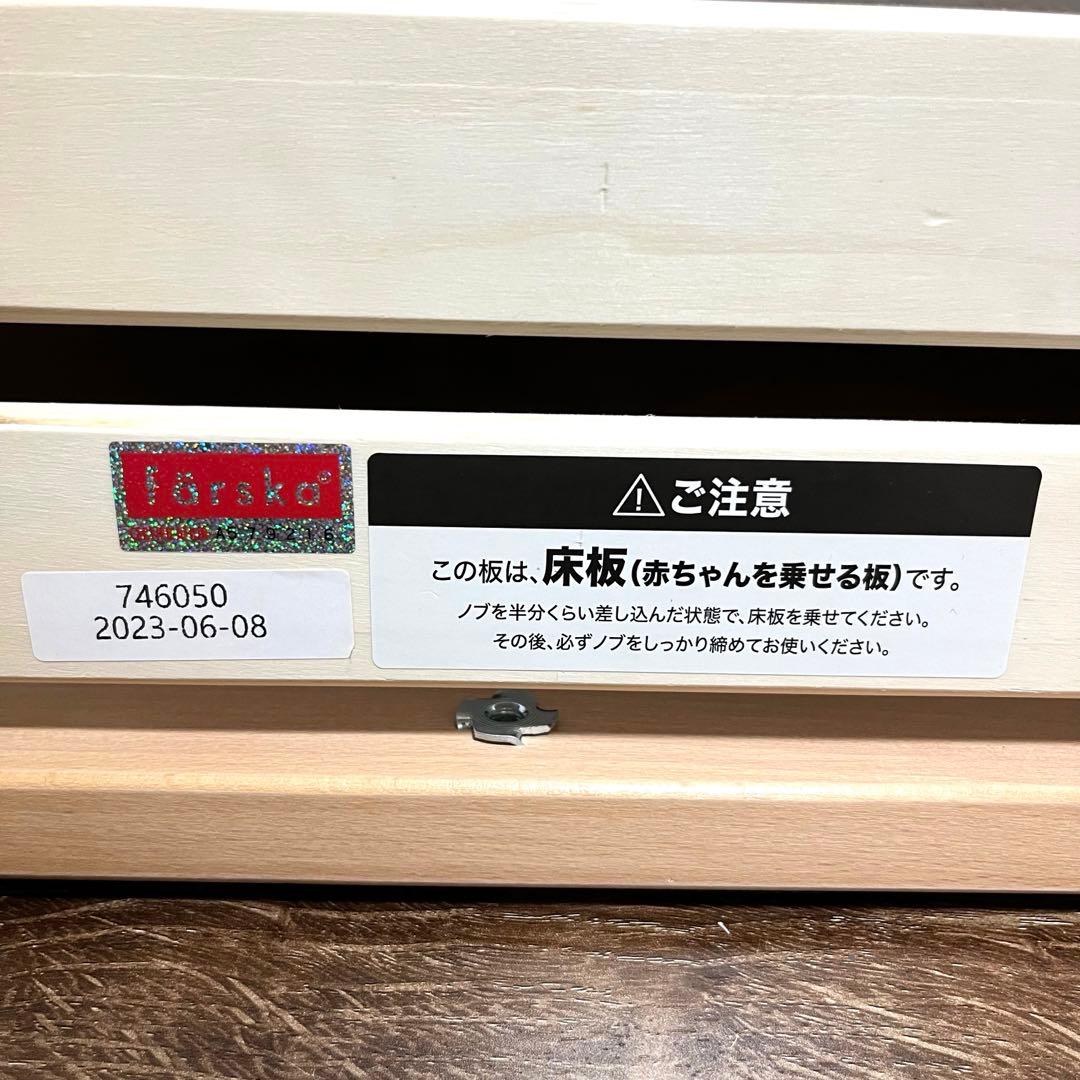 farska
A579216
746050
2023-06-08
ご注意
この板は、床板(赤ちゃんを乗せる板)です。
ノブを半分くらい差し込んだ状態で、床板を乗せてください。
その後、必ずノブをしっかり締めてお使いください。